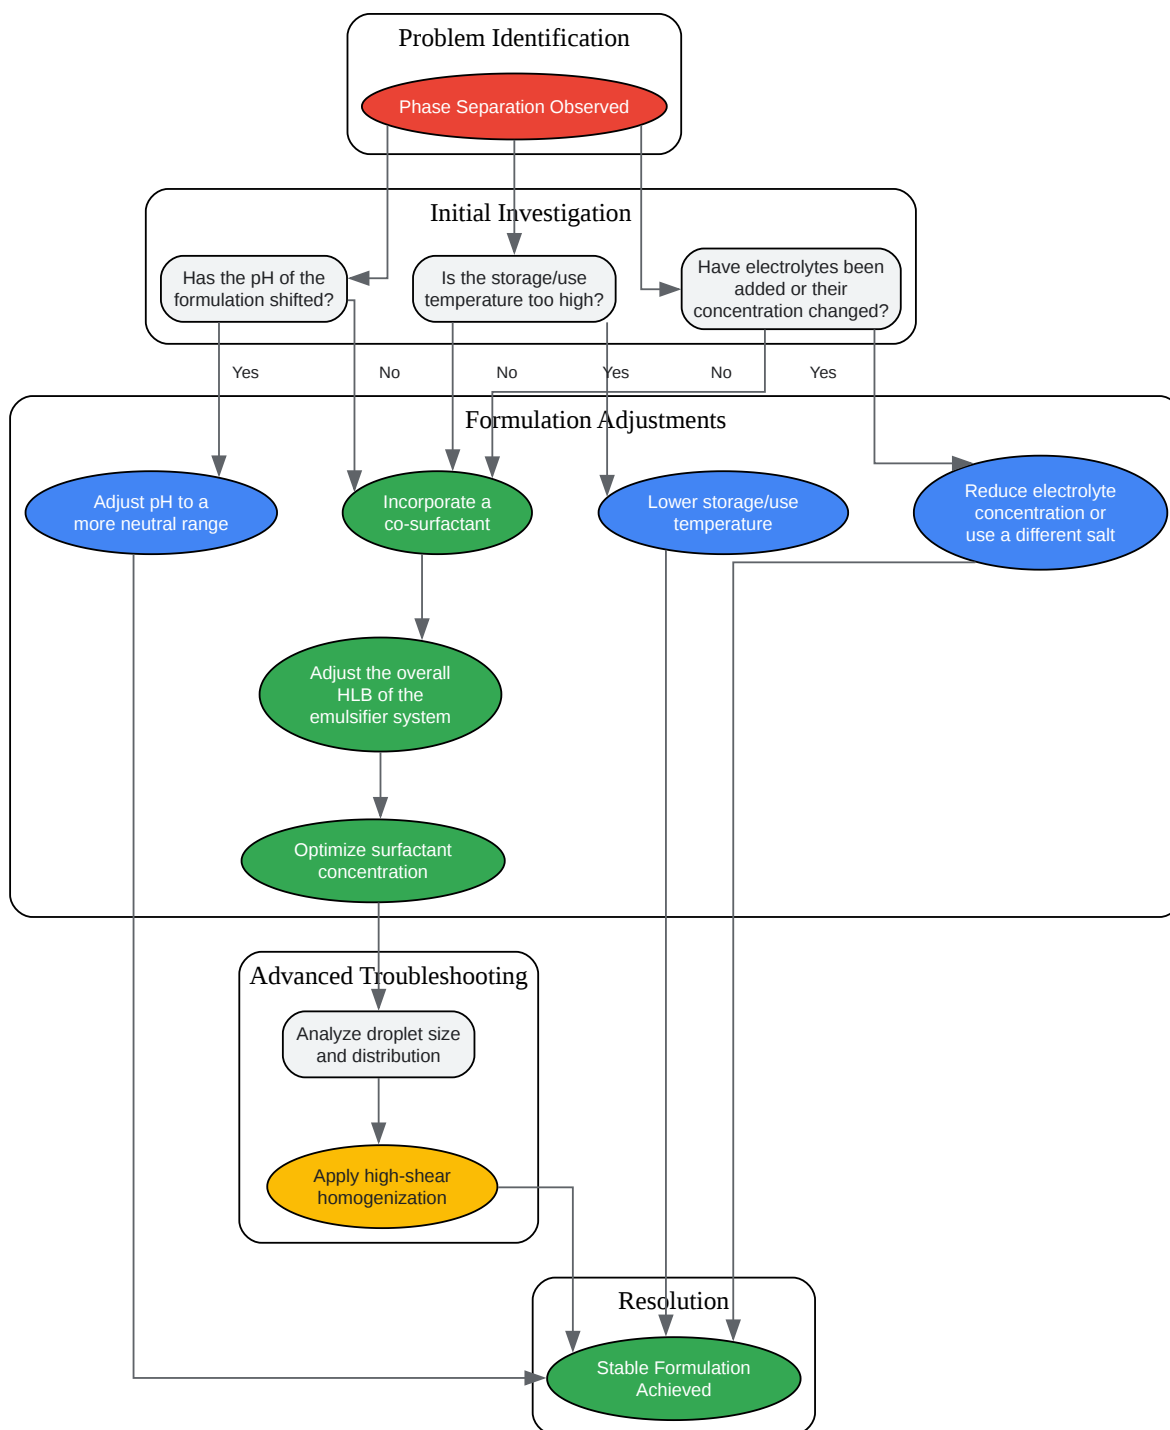 Problem Identification
Phase Separation Observed
Initial Investigation
Has the pH of the
formulation shifted?
Is the storage/use
temperature too high?
Have electrolytes been
added or their
concentration changed?
Yes
No
No
Yes
No
Yes
Formulation Adjustments
Adjust pH to a
more neutral range
Incorporate a
co-surfactant
Lower storage/use
temperature
Reduce electrolyte
concentration or
use a different salt
Adjust the overall
HLB of the
emulsifier system
Optimize surfactant
concentration
Advanced Troubleshooting
Analyze droplet size
and distribution
Apply high-shear
homogenization
Resolution
Stable Formulation
Achieved